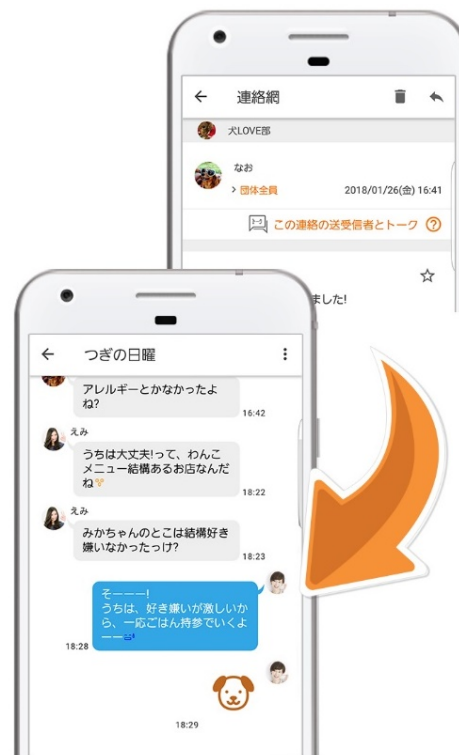 連絡網
犬LOVE部
なお
> 団体全員
2018/01/26(金) 16:41
この連絡の送受信者とトーク ?
ました!
つぎの日曜
アレルギーとかなかったよ
ね?
16:42
えみ
うちは大丈夫!って、わんこ
メニュー結構あるお店なんだ
ね
18:22
えみ
みかちゃんのとこは結構好き
嫌いなかったっけ?
18:23
そーーー!
うちは、好き嫌いが激しいか
ら、一応ごはん持参でいくよ
ーー
18:28
18:29